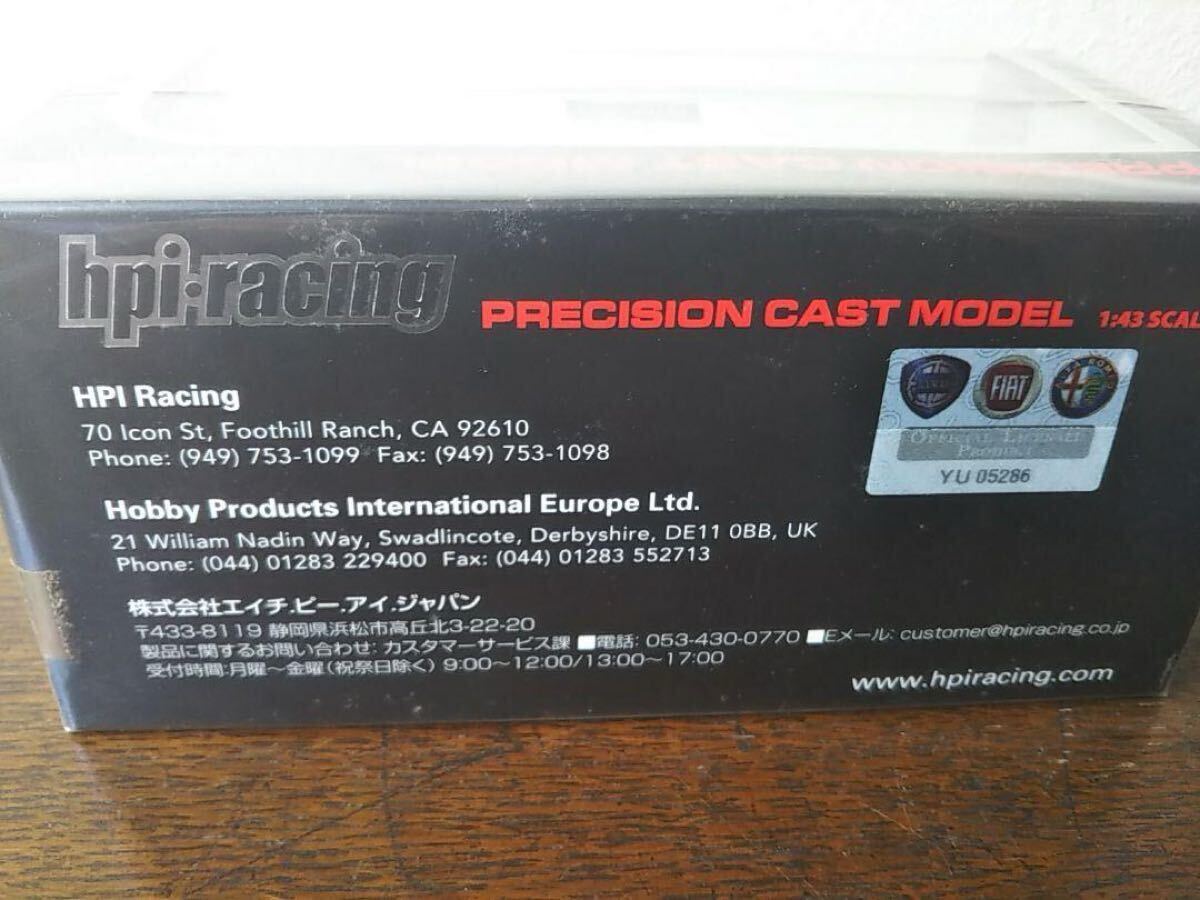 hpi·racing
PRECISION CAST MODEL 1:43 SCAL
HPI Racing
70 Icon St, Foothill Ranch, CA 92610
Phone: (949) 753-1099 Fax: (949) 753-1098
FIAT
ALFA ROMEO
OFFICIAL LICENSED
PRODUCT
YU 05286
Hobby Products International Europe Ltd.
21 William Nadin Way, Swadlincote, Derbyshire, DE11 0BB, UK
Phone: (044) 01283 229400 Fax: (044) 01283 552713
株式会社エイチ.ピー.アイ.ジャパン
〒433-8119 静岡県浜松市高丘北3-22-20
製品に関するお問い合わせ: カスタマーサービス課 ■電話: 053-430-0770 ■Eメール: customer@hpiracing.co.jp
受付時間:月曜～金曜(祝祭日除く) 9:00～12:00/13:00～17:00
www.hpiracing.com